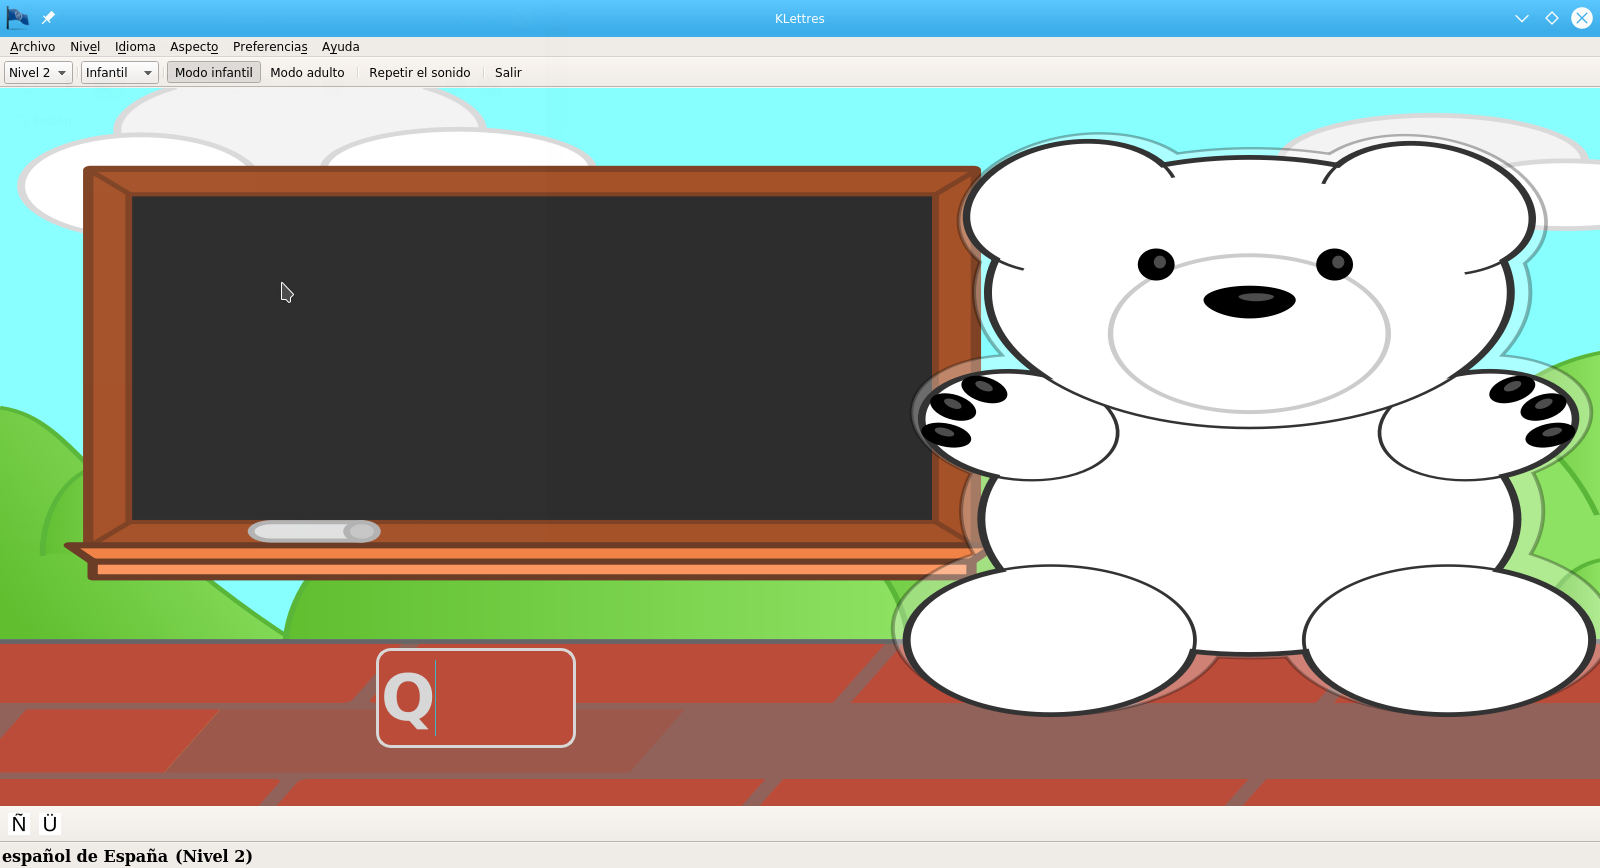 KLettres
Archivo Nivel Idioma Aspecto Preferencias Ayuda
Nivel 2 Infantil Modo infantil Modo adulto Repetir el sonido Salir
Q
Ñ Ü
español de España (Nivel 2)